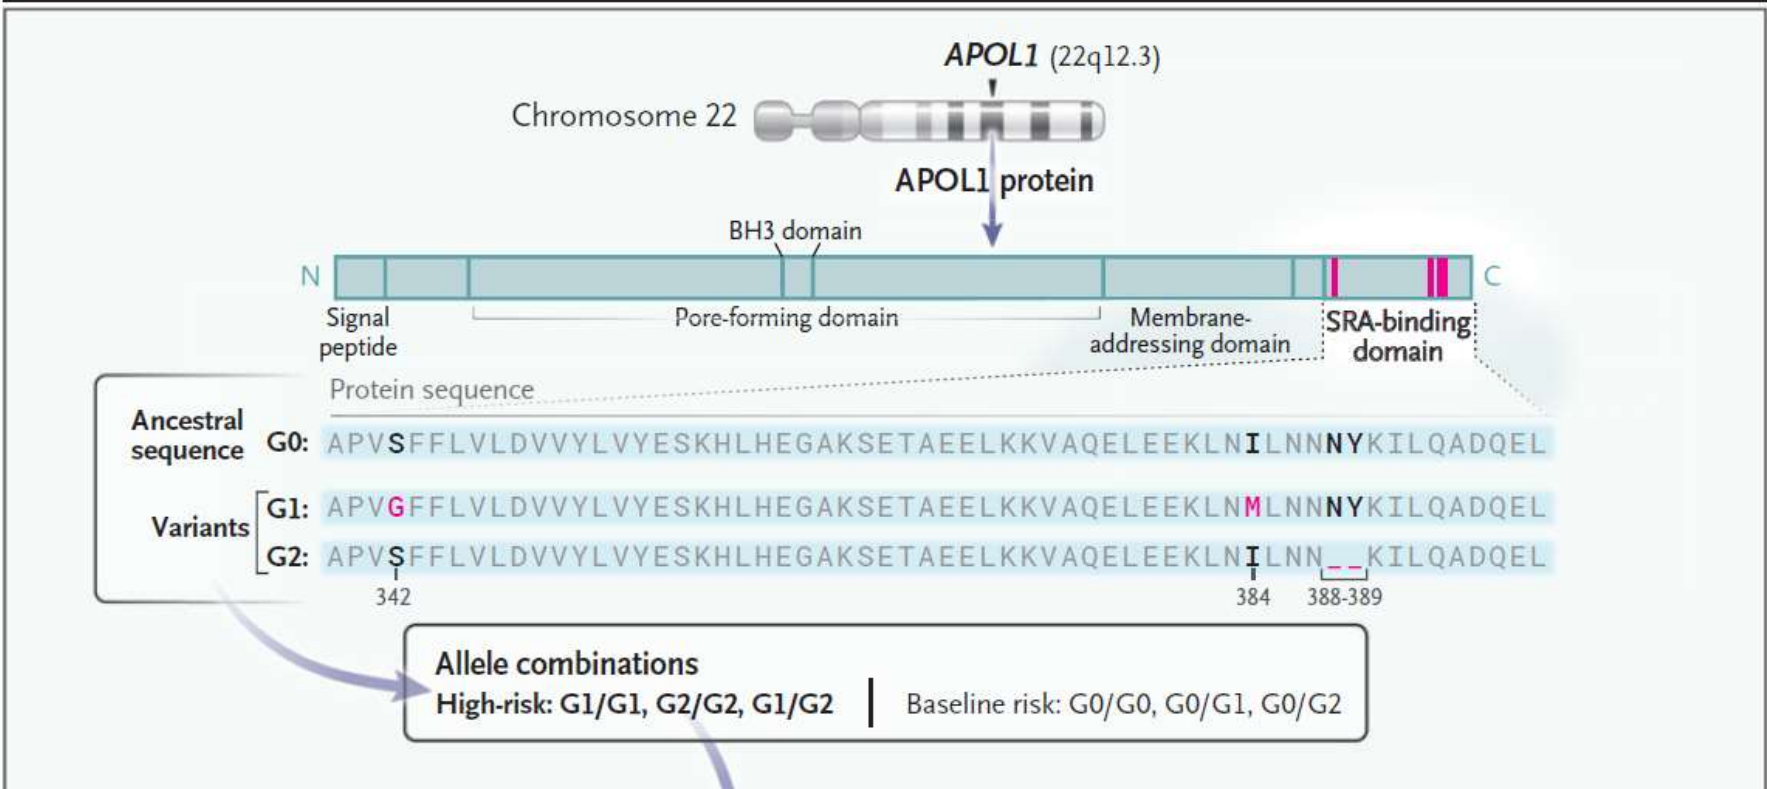 APOL1 (22q12.3)
Chromosome 22
APOL1 protein
BH3 domain
N
C
Signal
peptide
Pore-forming domain
Membrane-
addressing domain
SRA-binding
domain
Protein sequence
Ancestral
sequence
G0: APVSFFLVLDVVYLVYESKHLHEGAKSETAEELKKVAQELEEKLNILNNNYKILQADQEL
Variants
G1: APVGFFLVLDVVYLVYESKHLHEGAKSETAEELKKVAQELEEKLNMLNNNYKILQADQEL
G2: APVSFFLVLDVVYLVYESKHLHEGAKSETAEELKKVAQELEEKLNILNN__KILQADQEL
342
384
388-389
Allele combinations
High-risk: G1/G1, G2/G2, G1/G2
Baseline risk: G0/G0, G0/G1, G0/G2